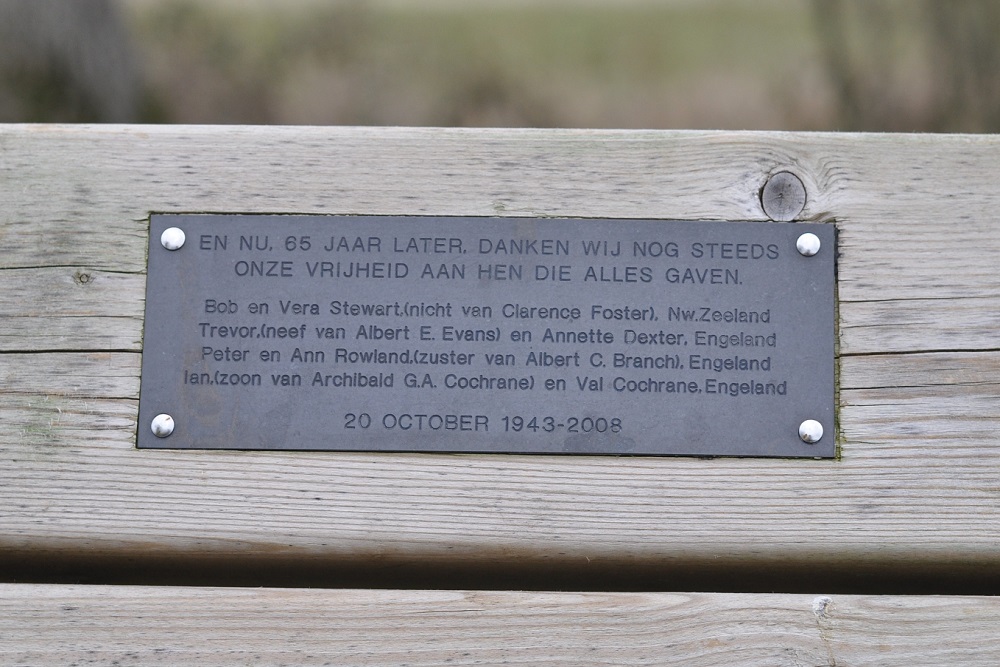 EN NU, 65 JAAR LATER, DANKEN WIJ NOG STEEDS
ONZE VRIJHEID AAN HEN DIE ALLES GAVEN.
Bob en Vera Stewart,(nicht van Clarence Foster), Nw.Zeeland
Trevor,(neef van Albert E. Evans) en Annette Dexter, Engeland
Peter en Ann Rowland,(zuster van Albert C. Branch), Engeland
Ian,(zoon van Archibald G.A. Cochrane) en Val Cochrane, Engeland
20 OCTOBER 1943-2008